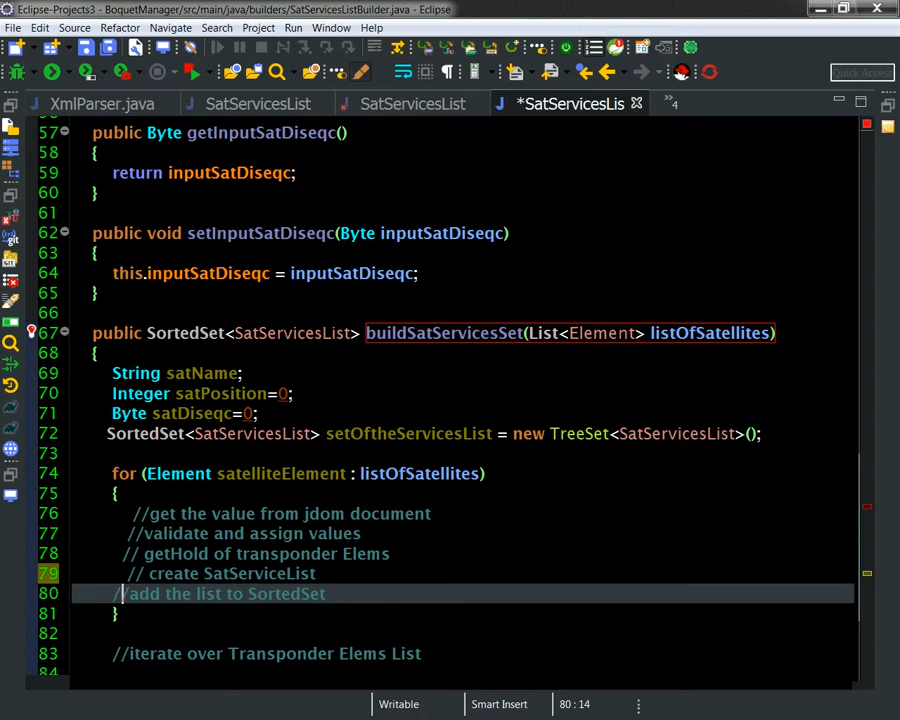 Eclipse-Projects3 - BoquetManager/src/main/java/builders/SatServicesListBuilder.java - Eclipse
File Edit Source Refactor Navigate Search Project Run Window Help
Quick Access
XmlParser.java SatServicesList SatServicesList *SatServicesLis »4
57 public Byte getInputSatDiseqc()
58 {
59 return inputSatDiseqc;
60 }
61
62 public void setInputSatDiseqc(Byte inputSatDiseqc)
63 {
64 this.inputSatDiseqc = inputSatDiseqc;
65 }
66
67 public SortedSet<SatServicesList> buildSatServicesSet(List<Element> listOfSatellites)
68 {
69 String satName;
70 Integer satPosition=0;
71 Byte satDiseqc=0;
72 SortedSet<SatServicesList> setOftheServicesList = new TreeSet<SatServicesList>();
73
74 for (Element satelliteElement : listOfSatellites)
75 {
76 //get the value from jdom document
77 //validate and assign values
78 // getHold of transponder Elems
79 // create SatServiceList
80 //add the list to SortedSet
81 }
82
83 //iterate over Transponder Elems List
84
Writable Smart Insert 80 : 14